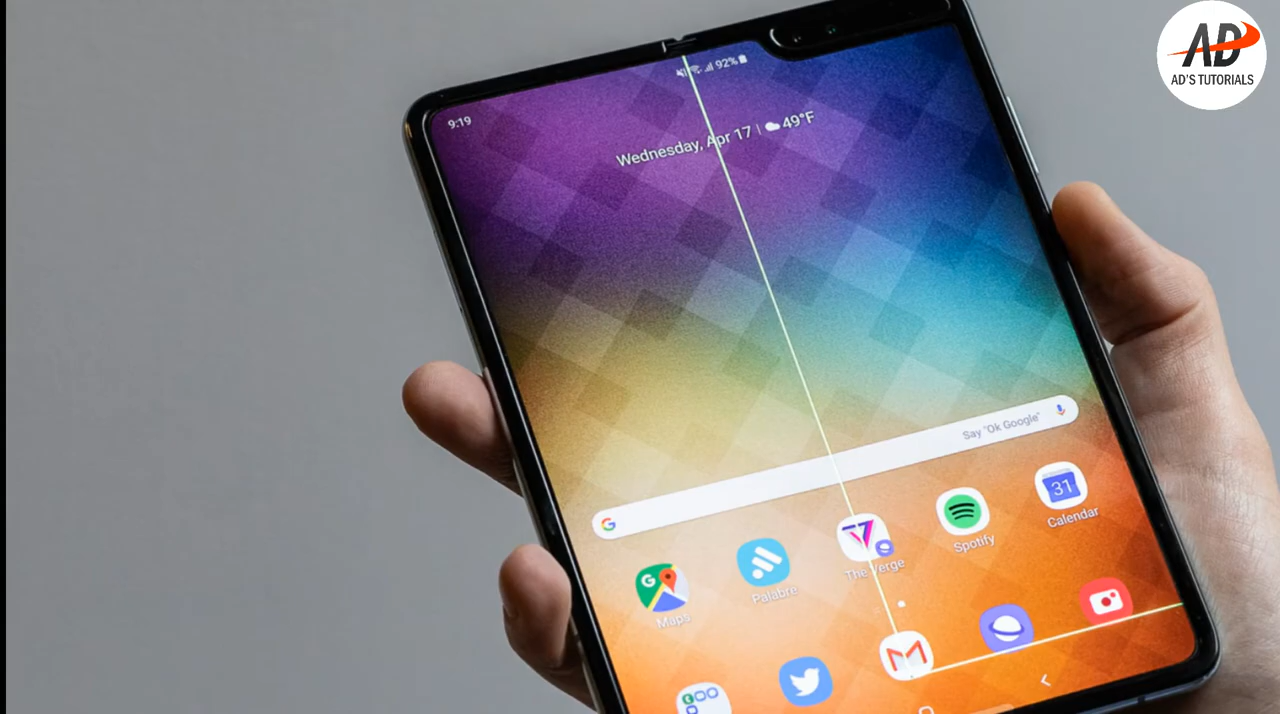 AD
AD'S TUTORIALS
92%
9:19
Wednesday, Apr 17 | 49°F
Say "Ok Google"
G
31
Calendar
Spotify
The Verge
Palabre
G
Maps